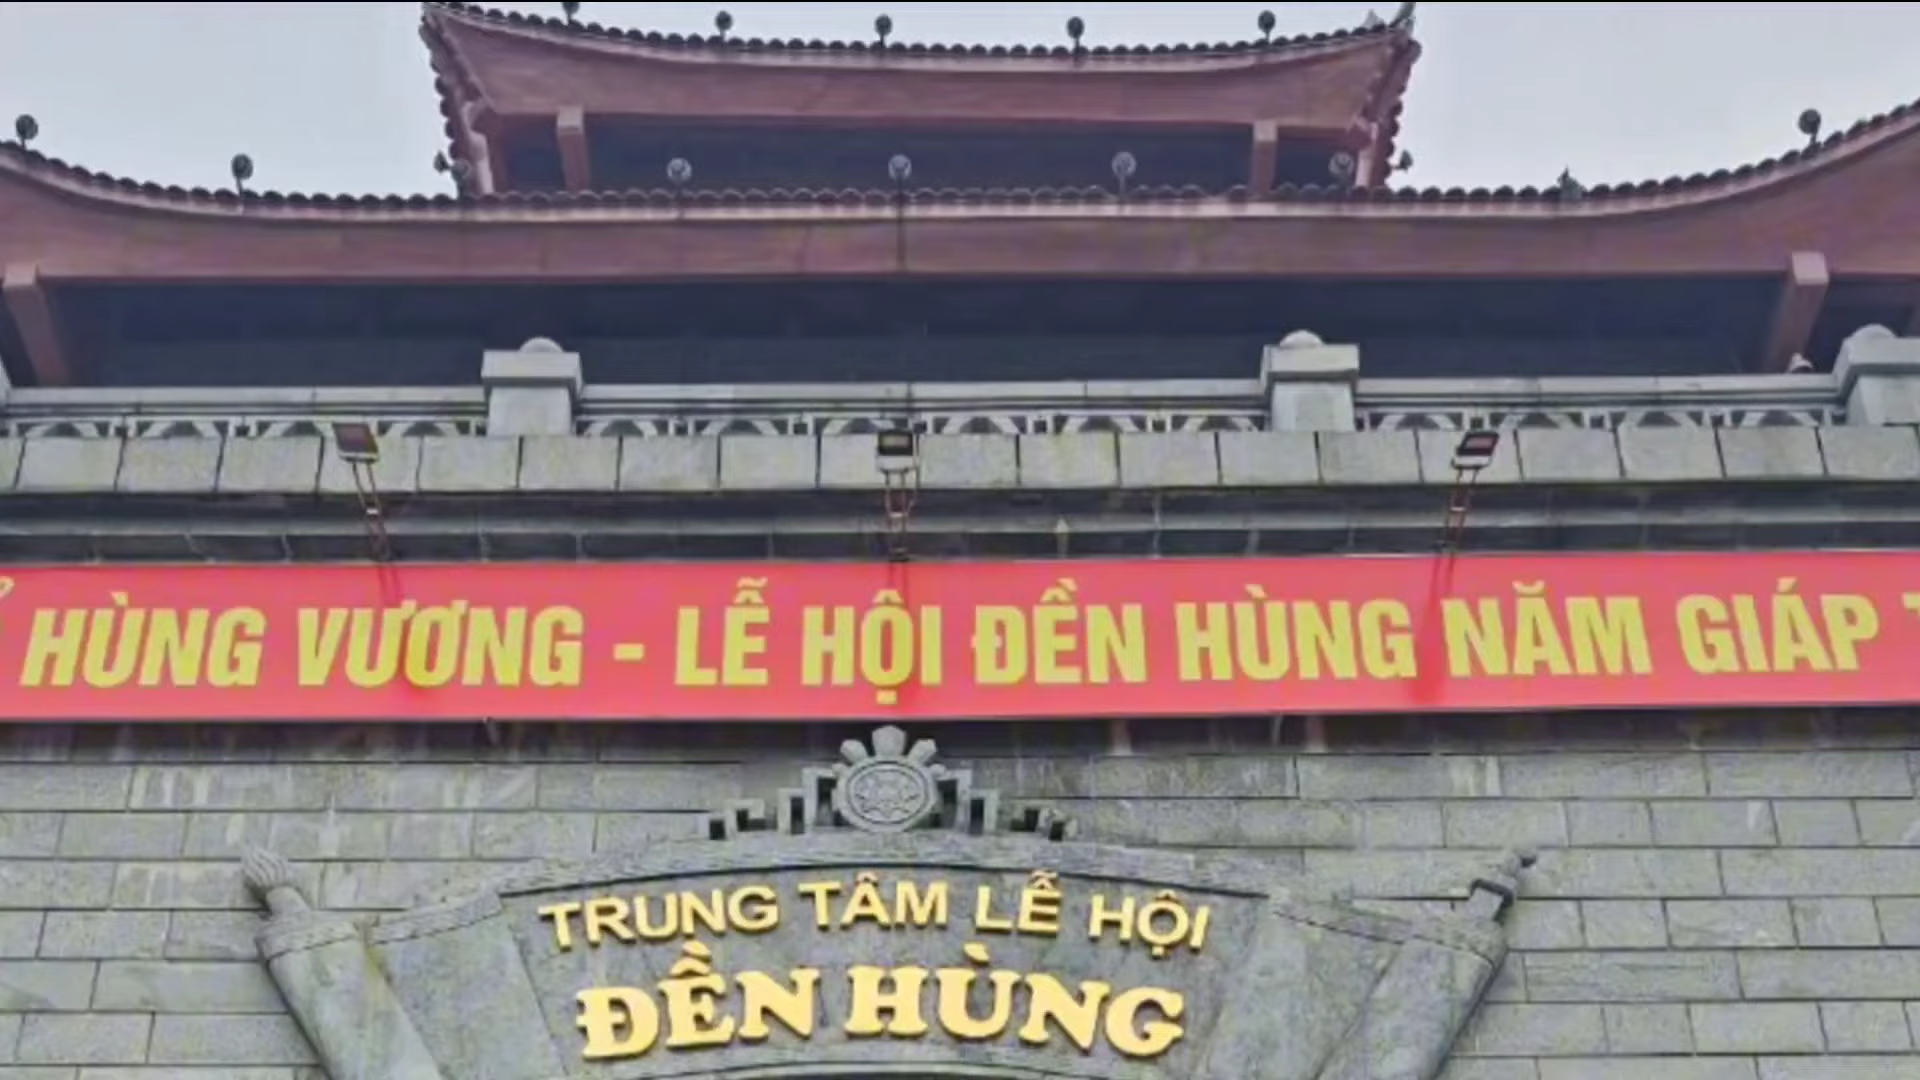 HÙNG VƯƠNG - LỄ HỘI ĐỀN HÙNG NĂM GIÁP
TRUNG TÂM LỄ HỘI
ĐỀN HÙNG